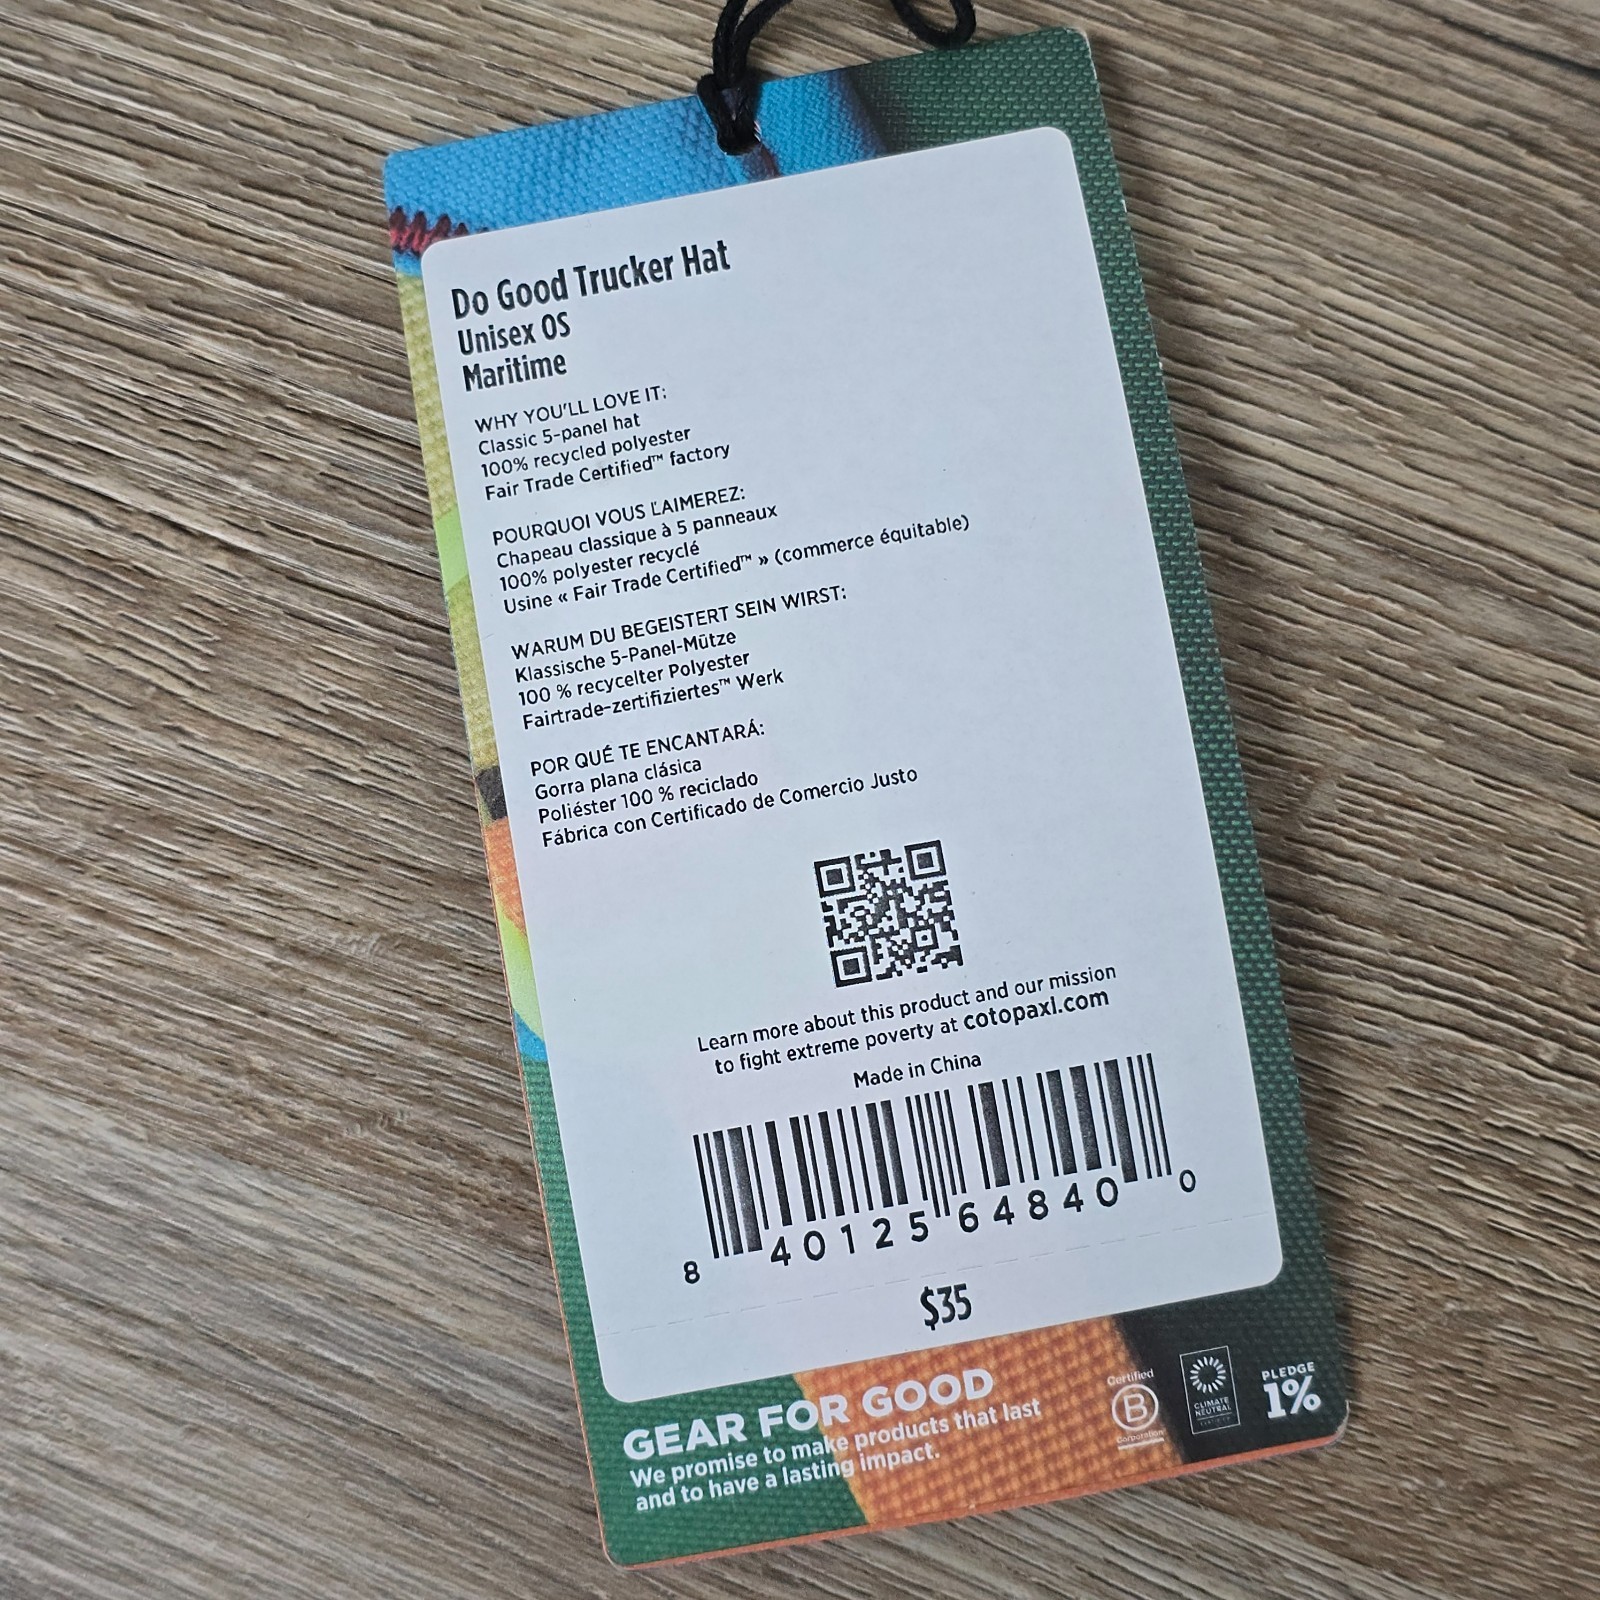 Do Good Trucker Hat
Unisex OS
Maritime
WHY YOU'LL LOVE IT:
Classic 5-panel hat
100% recycled polyester
Fair Trade Certified™ factory
POURQUOI VOUS L'AIMEREZ:
Chapeau classique à 5 panneaux
100% polyester recyclé
Usine « Fair Trade Certified™ » (commerce équitable)
WARUM DU BEGEISTERT SEIN WIRST:
Klassische 5-Panel-Mütze
100 % recycelter Polyester
Fairtrade-zertifiziertes™ Werk
POR QUÉ TE ENCANTARÁ:
Gorra plana clásica
Poliéster 100 % reciclado
Fábrica con Certificado de Comercio Justo
Learn more about this product and our mission
to fight extreme poverty at cotopaxi.com
Made in China
8 40125 64840 0
$35
GEAR FOR GOOD
We promise to make products that last
and to have a lasting impact.
Certified
B
Corporation
CLIMATE
NEUTRAL
PLEDGE
1%